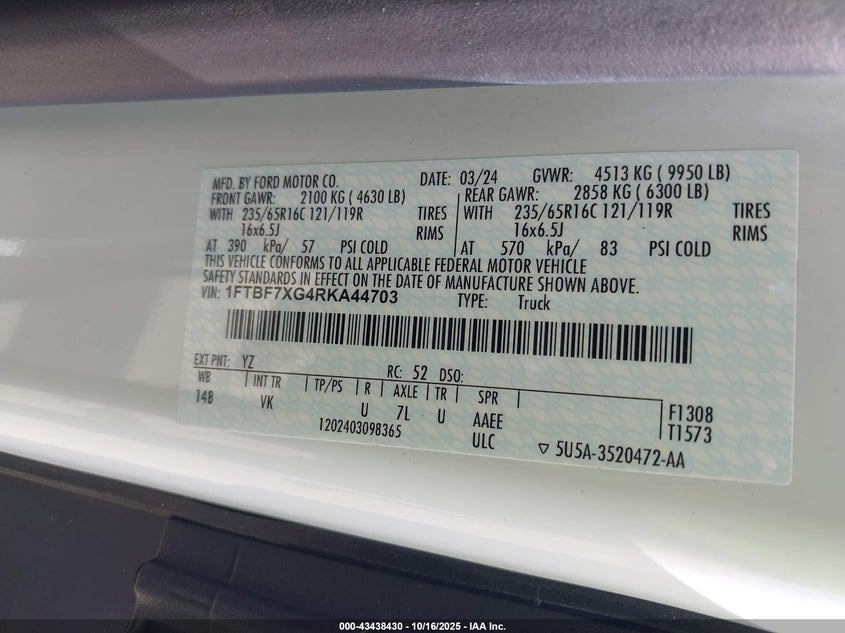 MFD. BY FORD MOTOR CO. DATE: 03/24 GVWR: 4513 KG ( 9950 LB)
FRONT GAWR: 2100 KG ( 4630 LB) REAR GAWR: 2858 KG ( 6300 LB)
WITH 235/65R16C 121/119R TIRES WITH 235/65R16C 121/119R TIRES
16x6.5J RIMS 16x6.5J RIMS
AT 390 kPa/ 57 PSI COLD AT 570 kPa/ 83 PSI COLD
THIS VEHICLE CONFORMS TO ALL APPLICABLE FEDERAL MOTOR VEHICLE
SAFETY STANDARDS IN EFFECT ON THE DATE OF MANUFACTURE SHOWN ABOVE.
VIN: 1FTBF7XG4RKA44703 TYPE: Truck
EXT PNT: YZ RC: 52 DSO:
WB INT TR TP/PS R AXLE TR SPR F1308
148 VK U 7L U AAEE T1573
1202403098365 ULC 5U5A-3520472-AA
000-43438430 - 10/16/2025 - IAA Inc.